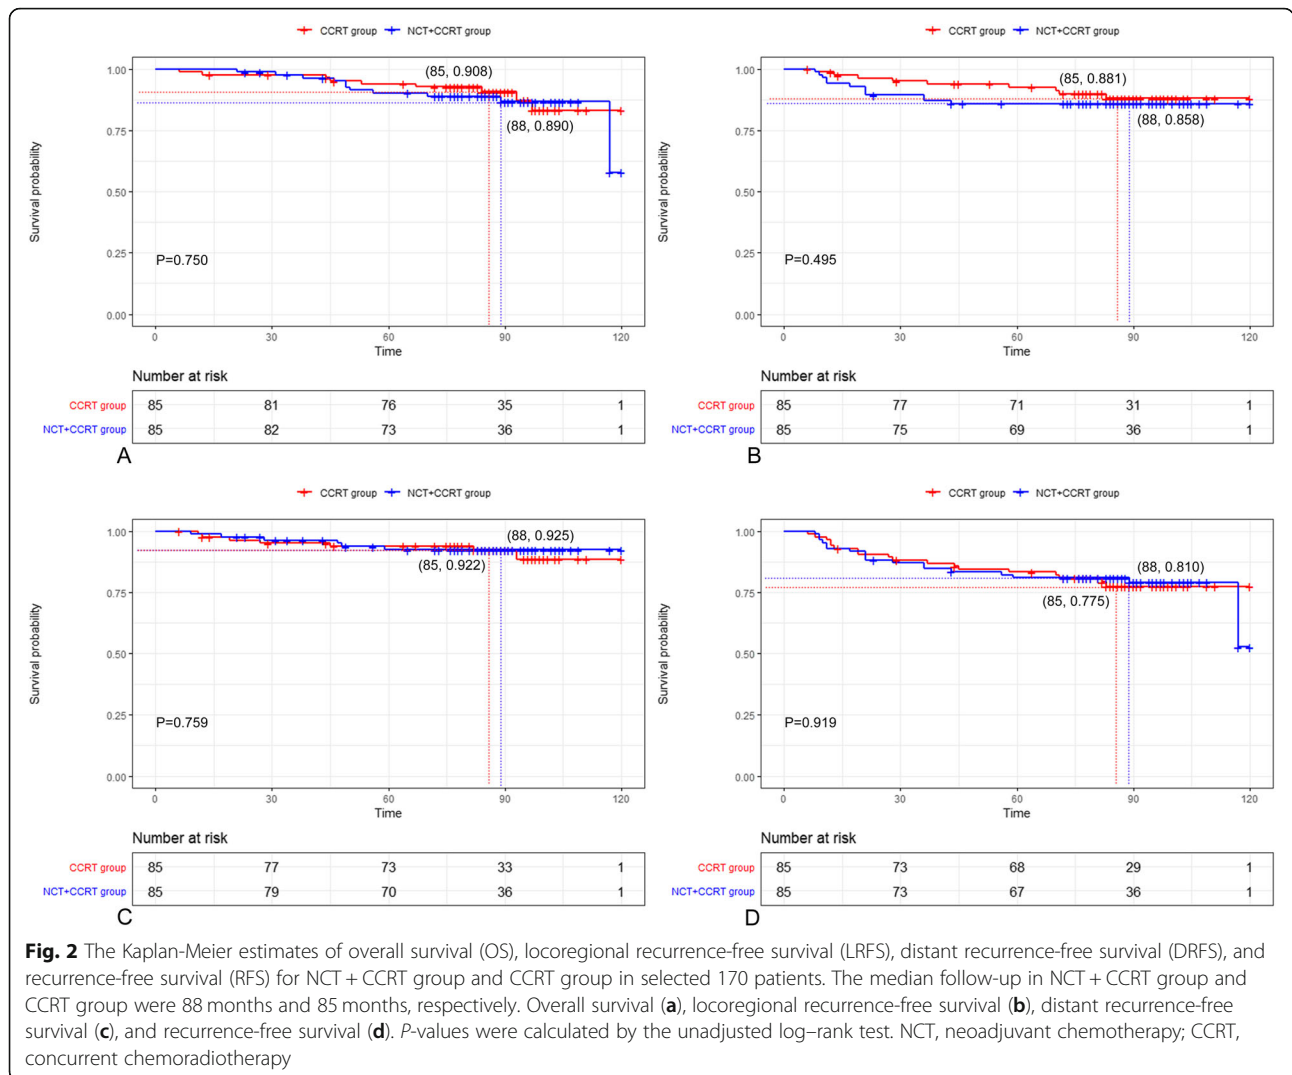 CCRT group NCT+CCRT group
(85, 0.908)
(88, 0.890)
P=0.750
Survival probability
1.00
0.75
0.50
0.25
0.00
0 30 60 90 120
Time
Number at risk
CCRT group 85 81 76 35 1
NCT+CCRT group 85 82 73 36 1
A
CCRT group NCT+CCRT group
(85, 0.881)
(88, 0.858)
P=0.495
Survival probability
1.00
0.75
0.50
0.25
0.00
0 30 60 90 120
Time
Number at risk
CCRT group 85 77 71 31 1
NCT+CCRT group 85 75 69 36 1
B
CCRT group NCT+CCRT group
(88, 0.925)
(85, 0.922)
P=0.759
Survival probability
1.00
0.75
0.50
0.25
0.00
0 30 60 90 120
Time
Number at risk
CCRT group 85 77 73 33 1
NCT+CCRT group 85 79 70 36 1
C
CCRT group NCT+CCRT group
(88, 0.810)
(85, 0.775)
P=0.919
Survival probability
1.00
0.75
0.50
0.25
0.00
0 30 60 90 120
Time
Number at risk
CCRT group 85 73 68 29 1
NCT+CCRT group 85 73 67 36 1
D
Fig. 2 The Kaplan-Meier estimates of overall survival (OS), locoregional recurrence-free survival (LRFS), distant recurrence-free survival (DRFS), and
recurrence-free survival (RFS) for NCT + CCRT group and CCRT group in selected 170 patients. The median follow-up in NCT + CCRT group and
CCRT group were 88 months and 85 months, respectively. Overall survival (a), locoregional recurrence-free survival (b), distant recurrence-free
survival (c), and recurrence-free survival (d). P-values were calculated by the unadjusted log–rank test. NCT, neoadjuvant chemotherapy; CCRT,
concurrent chemoradiotherapy